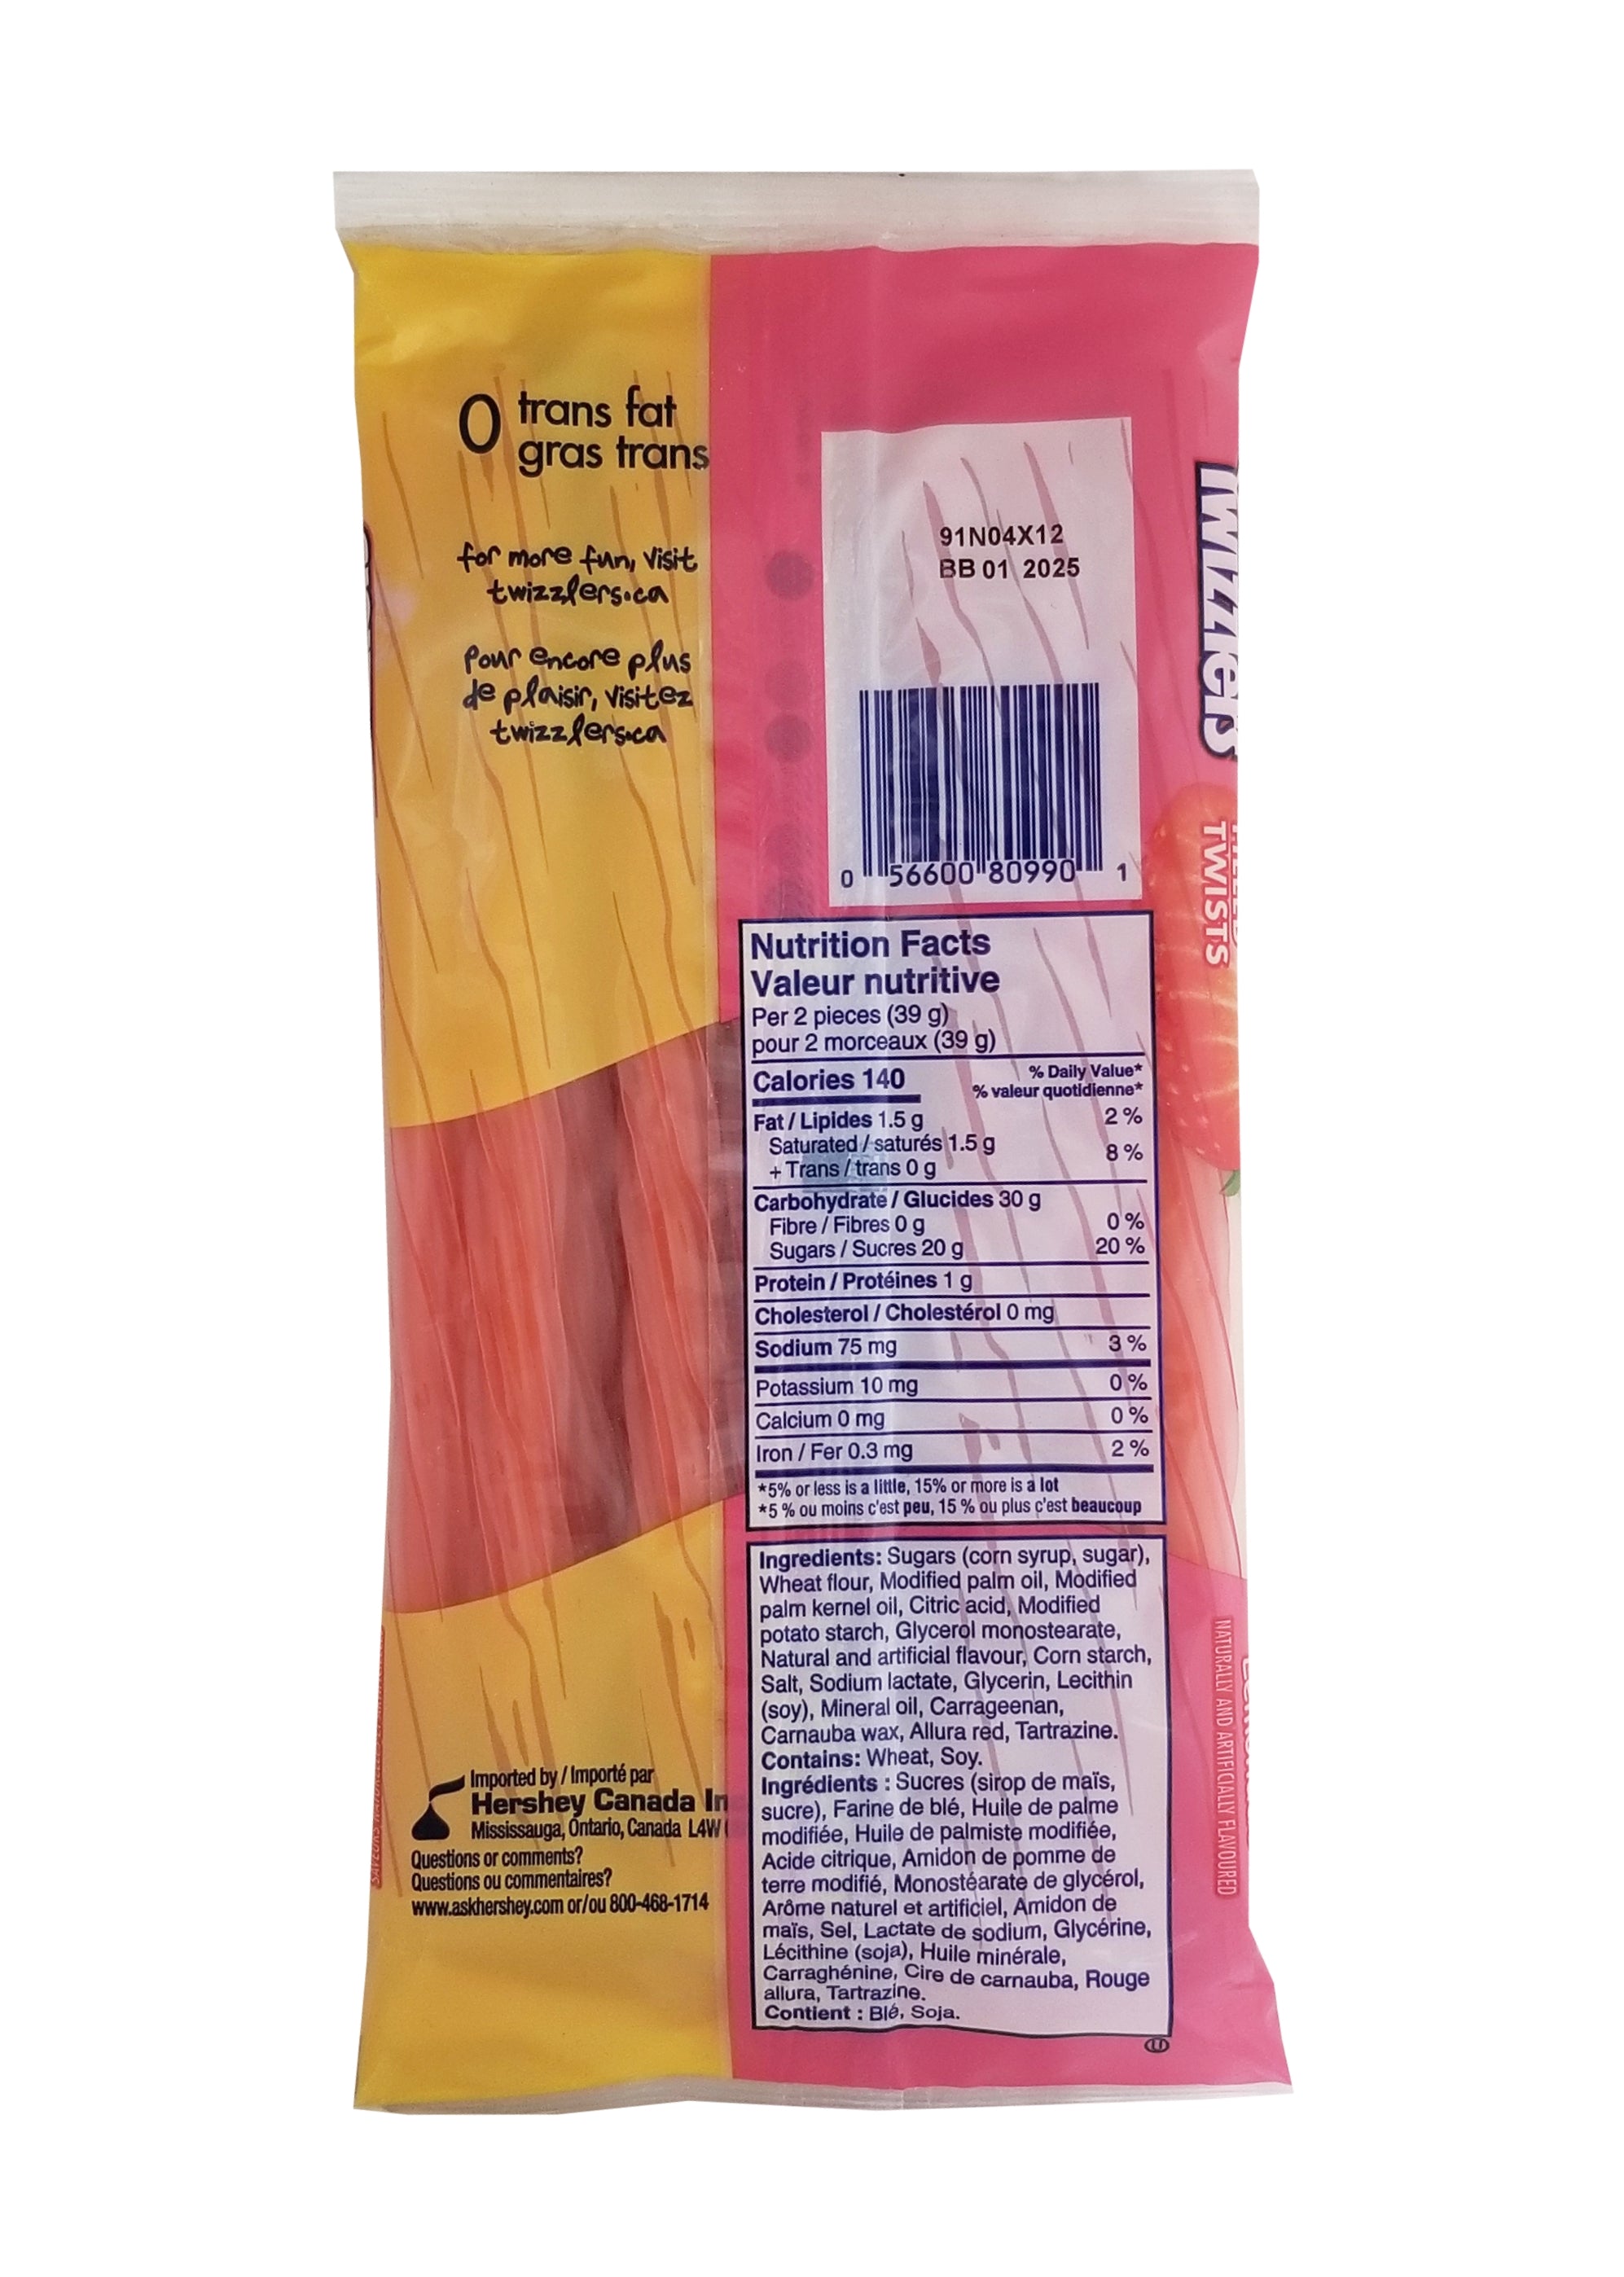 0 trans fat
gras trans
for more fun, visit
twizzlers.ca
Pour encore plus
de plaisir, visitez
twizzlers.ca
Imported by / Importé par
Hershey Canada
Mississauga, Ontario, Canada L4W
Questions or comments?
Questions ou commentaires?
www.askhershey.com or/ou 800-468-1714
91N04X12
BB 01 2025
0 56600 80990 1
Nutrition Facts
Valeur nutritive
Per 2 pieces (39 g)
pour 2 morceaux (39 g)
Calories 140
% Daily Value*
% valeur quotidienne*
Fat / Lipides 1.5 g 2 %
Saturated / saturés 1.5 g
+ Trans / trans 0 g 8 %
Carbohydrate / Glucides 30 g
Fibre / Fibres 0 g 0 %
Sugars / Sucres 20 g 20 %
Protein / Protéines 1 g
Cholesterol / Cholestérol 0 mg
Sodium 75 mg 3 %
Potassium 10 mg 0 %
Calcium 0 mg 0 %
Iron / Fer 0.3 mg 2 %
*5% or less is a little, 15% or more is a lot
*5 % ou moins c'est peu, 15 % ou plus c'est beaucoup
Ingredients: Sugars (corn syrup, sugar),
Wheat flour, Modified palm oil, Modified
palm kernel oil, Citric acid, Modified
potato starch, Glycerol monostearate,
Natural and artificial flavour, Corn starch,
Salt, Sodium lactate, Glycerin, Lecithin
(soy), Mineral oil, Carrageenan,
Carnauba wax, Allura red, Tartrazine.
Contains: Wheat, Soy.
Ingrédients : Sucres (sirop de maïs,
sucre), Farine de blé, Huile de palme
modifiée, Huile de palmiste modifiée,
Acide citrique, Amidon de pomme de
terre modifié, Monostéarate de glycérol,
Arôme naturel et artificiel, Amidon de
maïs, Sel, Lactate de sodium, Glycérine,
Lécithine (soja), Huile minérale,
Carraghénine, Cire de carnauba, Rouge
allura, Tartrazine.
Contient : Blé, Soja.
U
Twizzlers
TWISTS
NATURALLY AND ARTIFICIALLY FLAVOURED